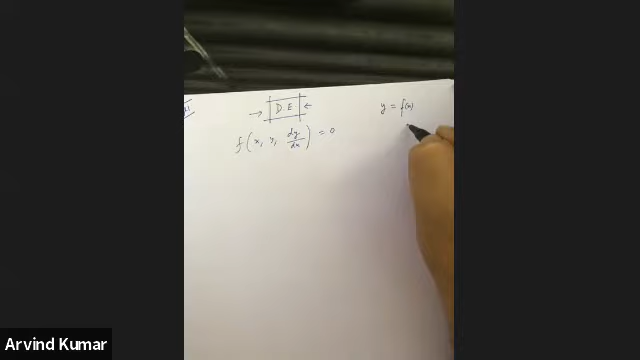 → D.E ←
y = f(x)
f(x, y, dy/dx) = 0
Arvind Kumar